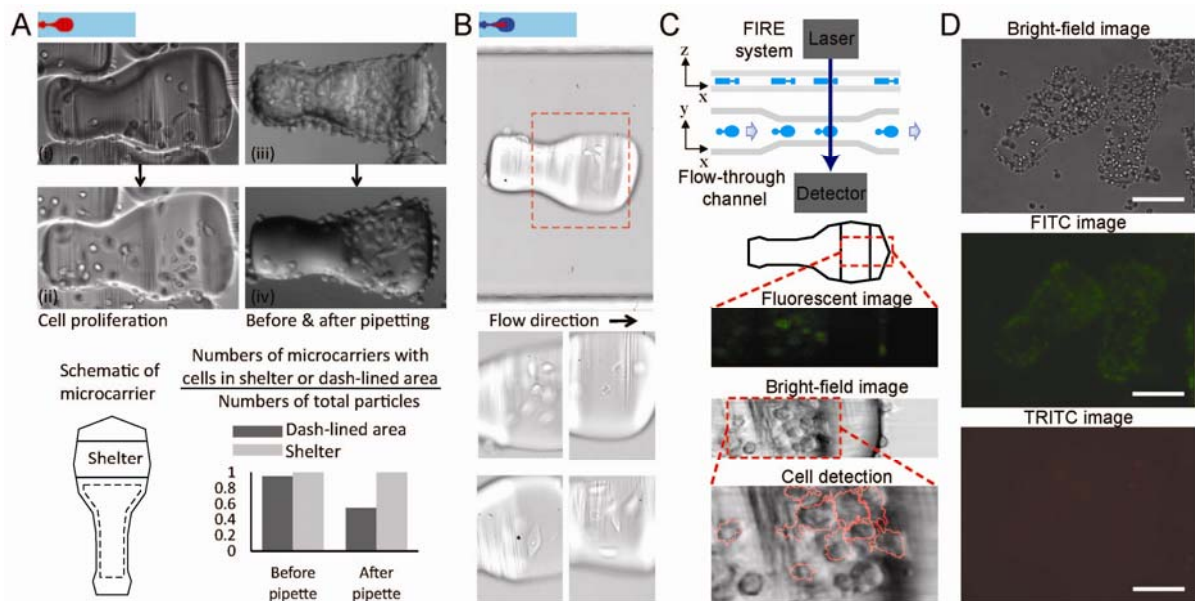 A
(i)
(iii)
(ii)
(iv)
Cell proliferation
Before & after pipetting
Schematic of
microcarrier
Shelter
Numbers of microcarriers with
cells in shelter or dash-lined area
Numbers of total particles
Dash-lined area
Shelter
1
0.8
0.6
0.4
0.2
0
Before
pipette
After
pipette
B
Flow direction
C
FIRE
system
Laser
z
x
y
x
Flow-through
channel
Detector
Fluorescent image
Bright-field image
Cell detection
D
Bright-field image
FITC image
TRITC image